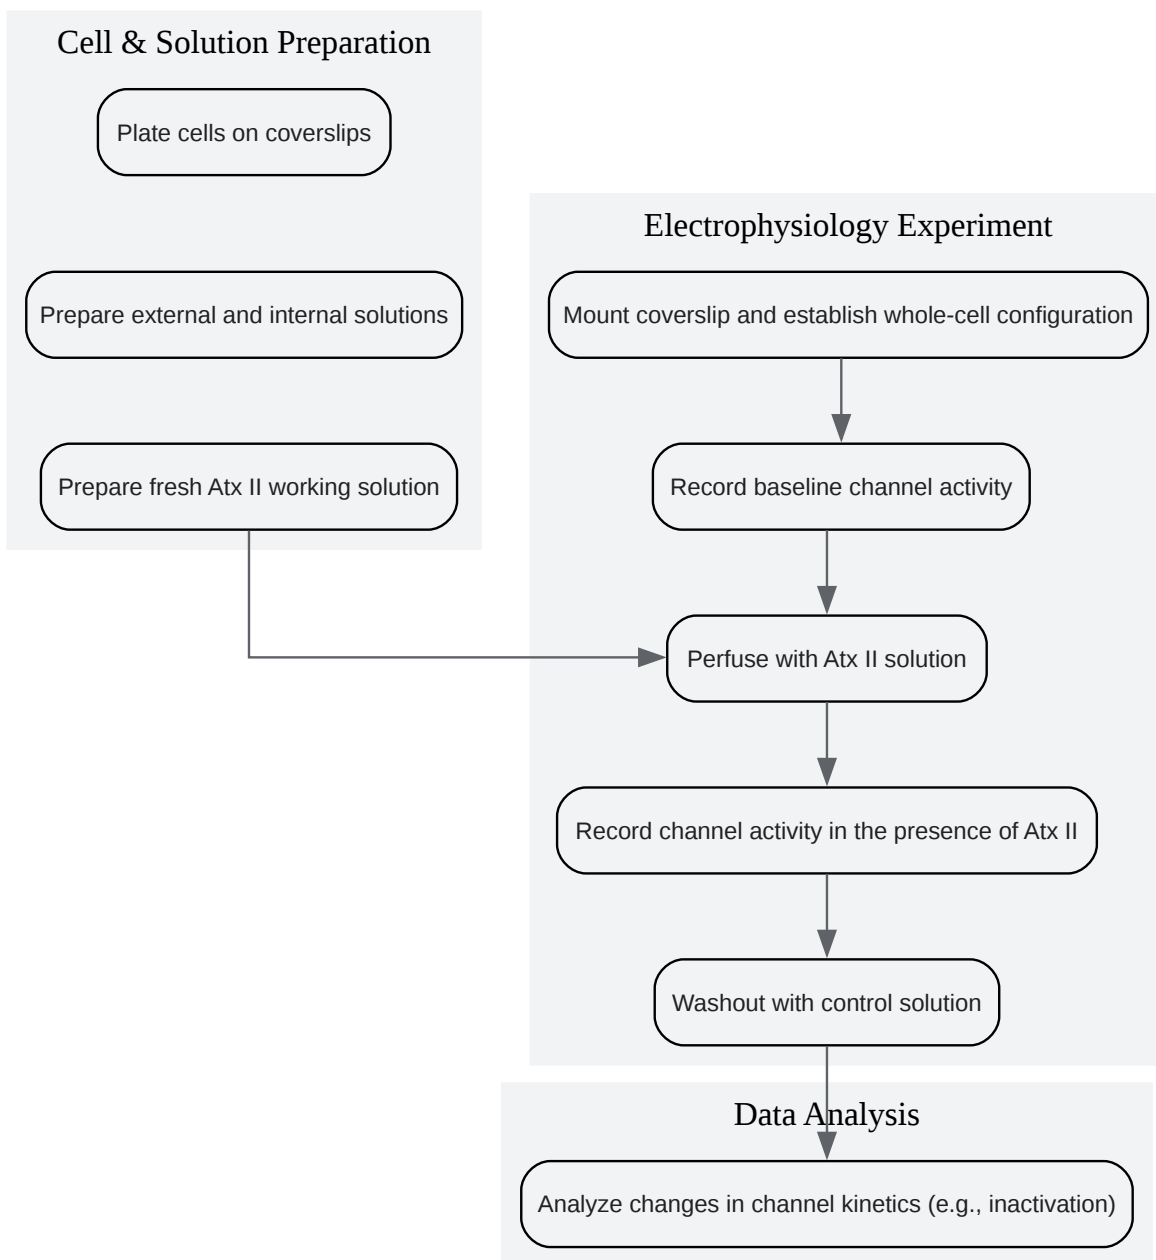 Cell & Solution Preparation
Plate cells on coverslips
Prepare external and internal solutions
Prepare fresh Atx II working solution
Electrophysiology Experiment
Mount coverslip and establish whole-cell configuration
Record baseline channel activity
Perfuse with Atx II solution
Record channel activity in the presence of Atx II
Washout with control solution
Data Analysis
Analyze changes in channel kinetics (e.g., inactivation)